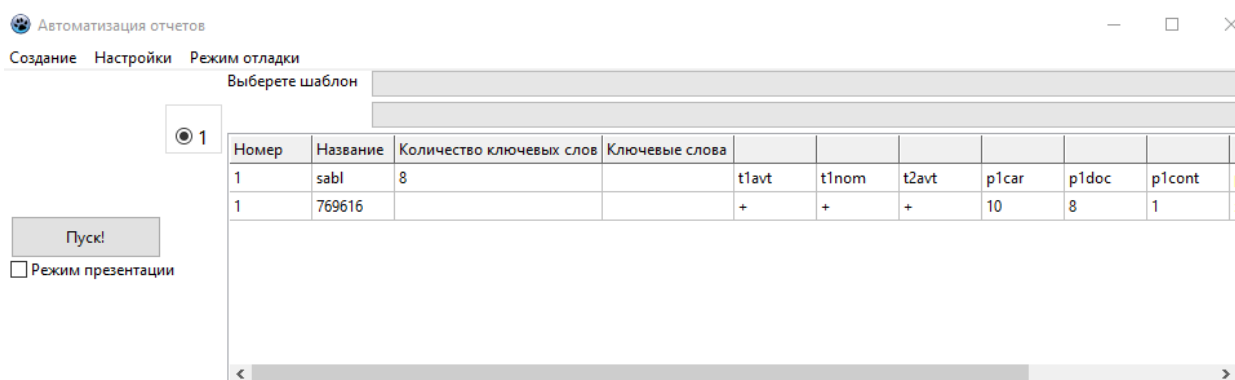 Автоматизация отчетов
Создание Настройки Режим отладки
Выберете шаблон
1
Номер Название Количество ключевых слов Ключевые слова
1 sabl 8 t1avt t1nom t2avt p1car p1doc p1cont
1 769616 + + + 10 8 1
Пуск!
Режим презентации